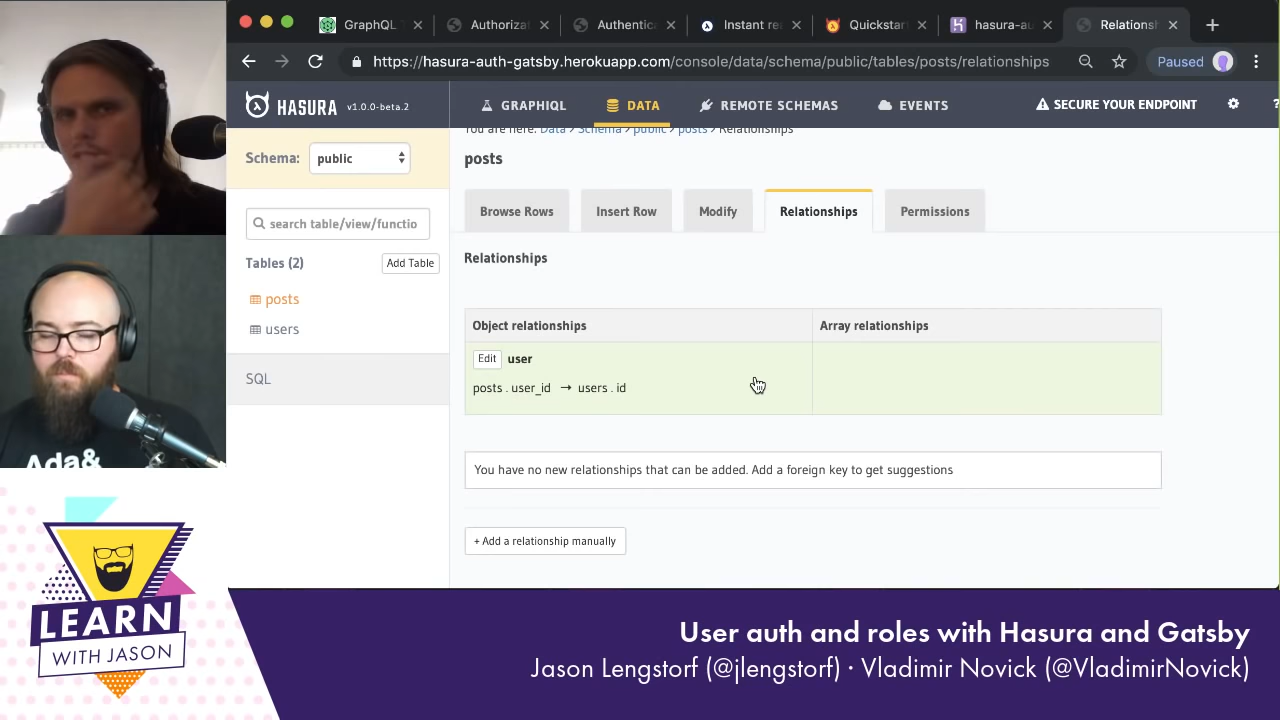 GraphQL
Authoriza
Authentic
Instant re
Quickstar
hasura-au
Relations
https://hasura-auth-gatsby.herokuapp.com/console/data/schema/public/tables/posts/relationships
Paused
HASURA v1.0.0-beta.2
GRAPHIQL
DATA
REMOTE SCHEMAS
EVENTS
SECURE YOUR ENDPOINT
?
Schema: public
search table/view/functio
Tables (2)
Add Table
posts
users
SQL
You are here: Data > Schema > public > posts > Relationships
posts
Browse Rows
Insert Row
Modify
Relationships
Permissions
Relationships
Object relationships
Array relationships
Edit user
posts . user_id → users . id
You have no new relationships that can be added. Add a foreign key to get suggestions
+ Add a relationship manually
Ada&
LEARN
WITH JASON
User auth and roles with Hasura and Gatsby
Jason Lengstorf (@jlengstorf) · Vladimir Novick (@VladimirNovick)